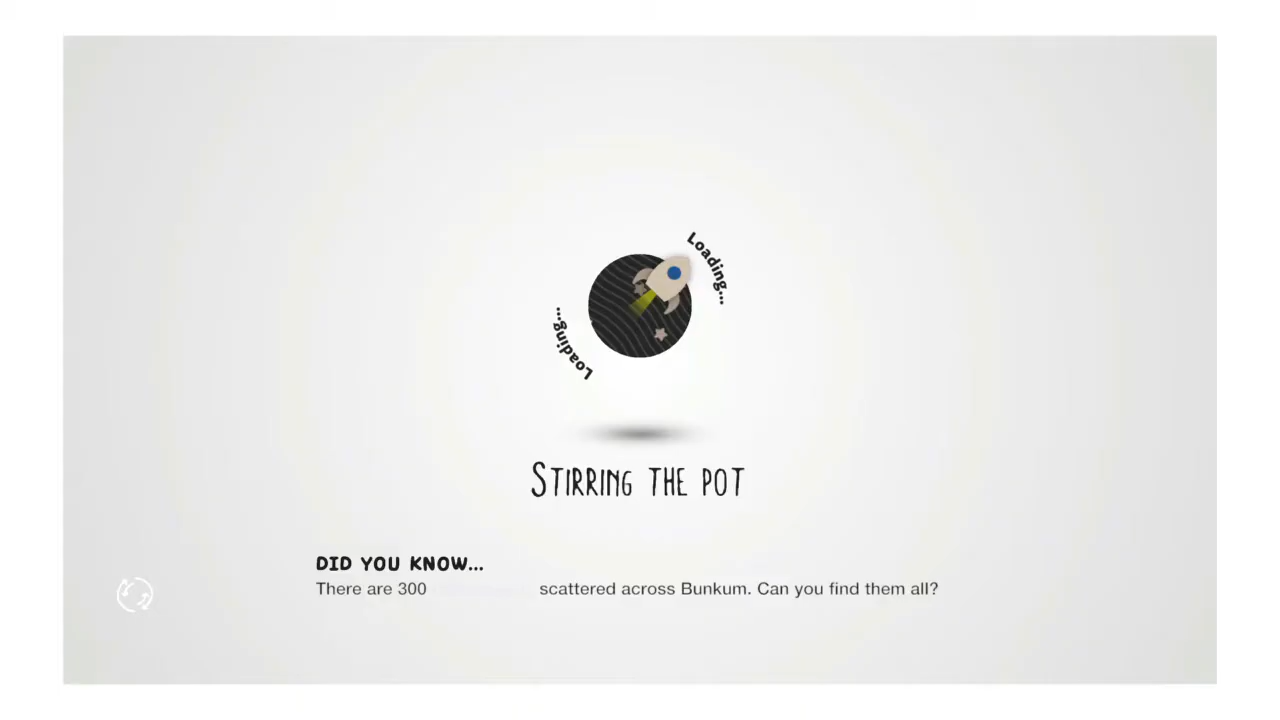 Loading...
Loading...
STIRRING THE POT
DID YOU KNOW...
There are 300 scattered across Bunkum. Can you find them all?